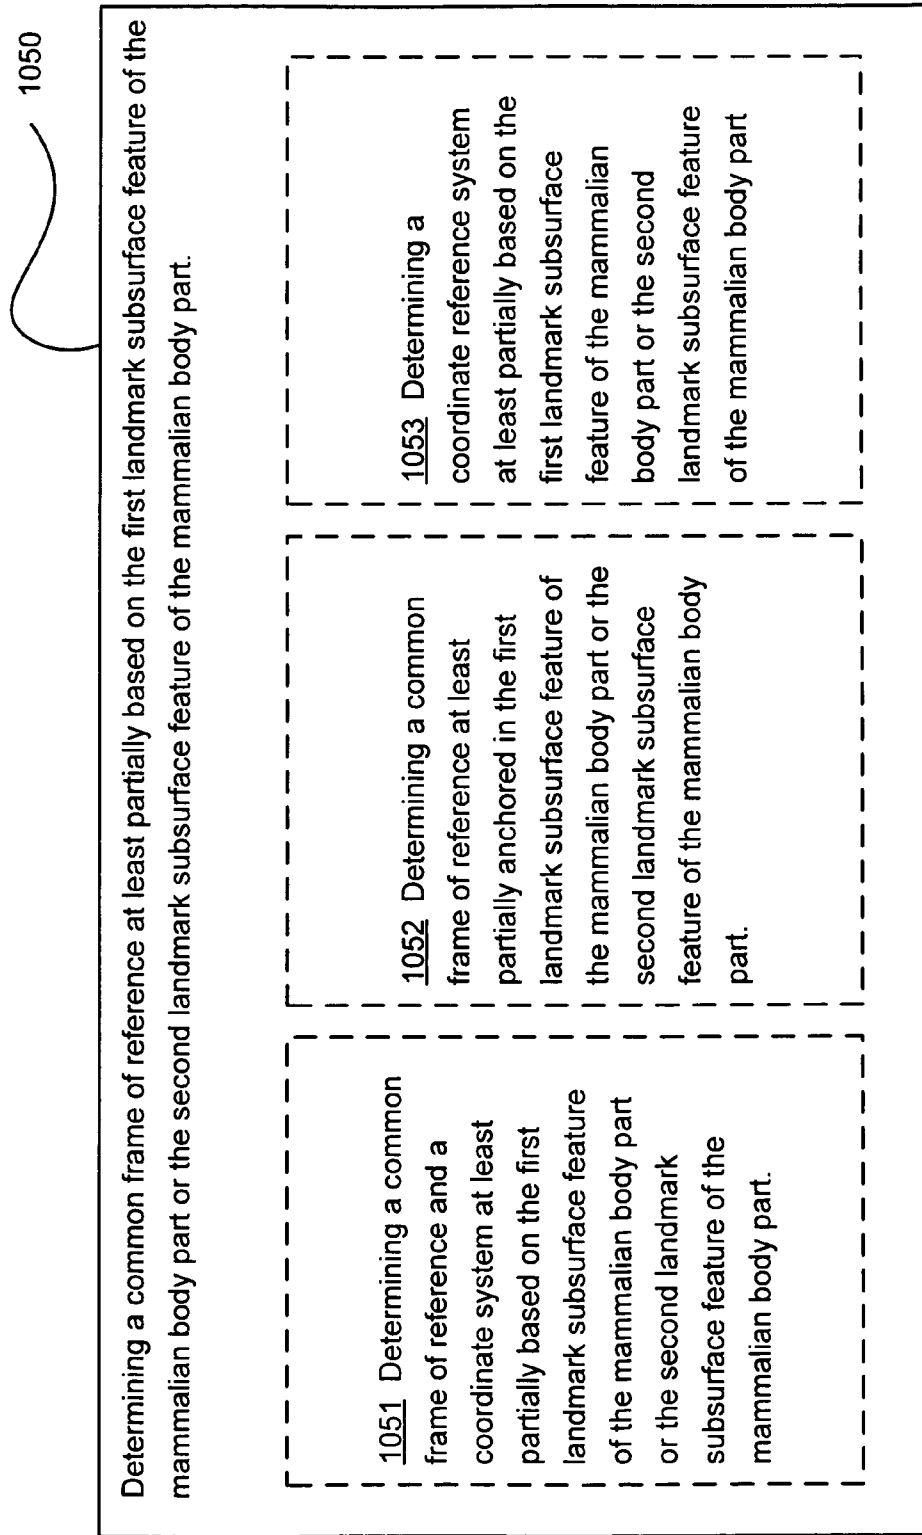 1050
Determining a common frame of reference at least partially based on the first landmark subsurface feature of the
mammalian body part or the second landmark subsurface feature of the mammalian body part.
1051 Determining a common
frame of reference and a
coordinate system at least
partially based on the first
landmark subsurface feature
of the mammalian body part
or the second landmark
subsurface feature of the
mammalian body part.
1052 Determining a common
frame of reference at least
partially anchored in the first
landmark subsurface feature of
the mammalian body part or the
second landmark subsurface
feature of the mammalian body
part.
1053 Determining a
coordinate reference system
at least partially based on the
first landmark subsurface
feature of the mammalian
body part or the second
landmark subsurface feature
of the mammalian body part